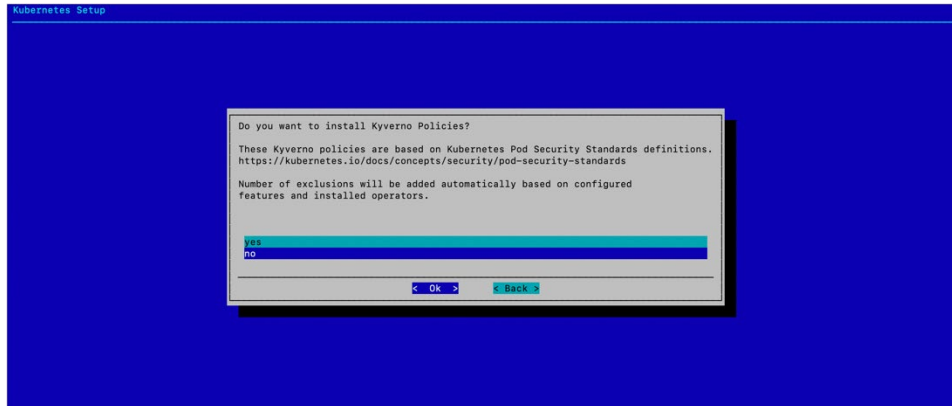 Kubernetes Setup
Do you want to install Kyverno Policies?
These Kyverno policies are based on Kubernetes Pod Security Standards definitions.
https://kubernetes.io/docs/concepts/security/pod-security-standards
Number of exclusions will be added automatically based on configured
features and installed operators.
yes
no
< Ok > < Back >